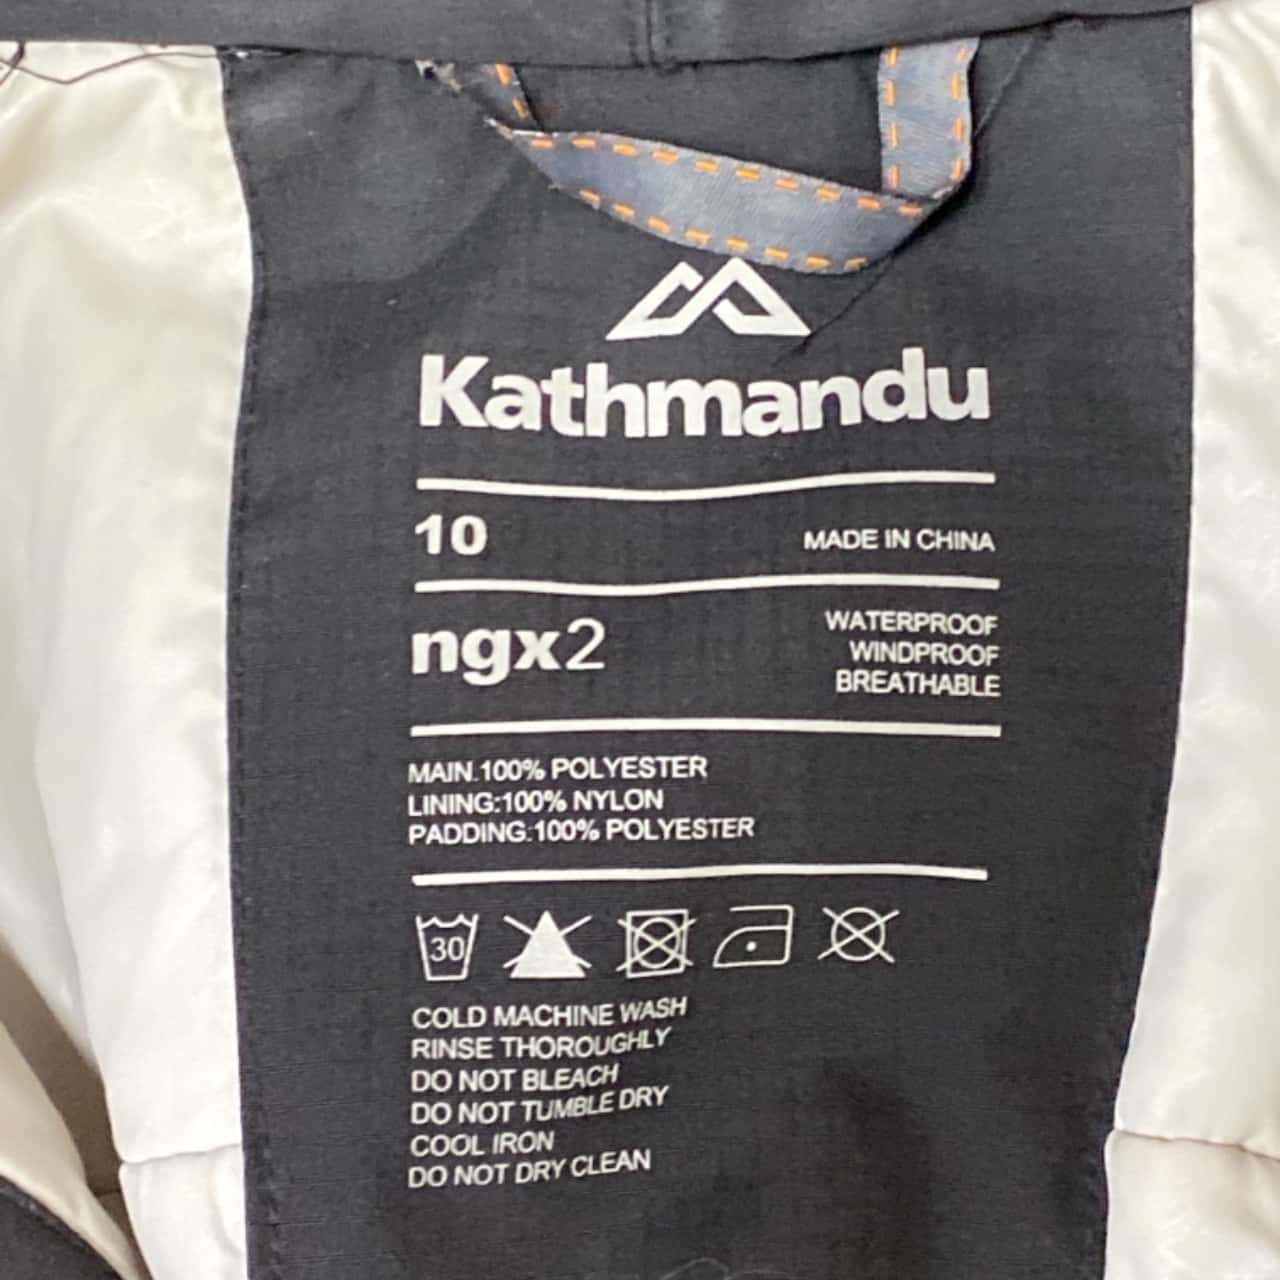 Kathmandu
10 MADE IN CHINA
ngx2
WATERPROOF
WINDPROOF
BREATHABLE
MAIN.100% POLYESTER
LINING:100% NYLON
PADDING:100% POLYESTER
30
COLD MACHINE WASH
RINSE THOROUGHLY
DO NOT BLEACH
DO NOT TUMBLE DRY
COOL IRON
DO NOT DRY CLEAN